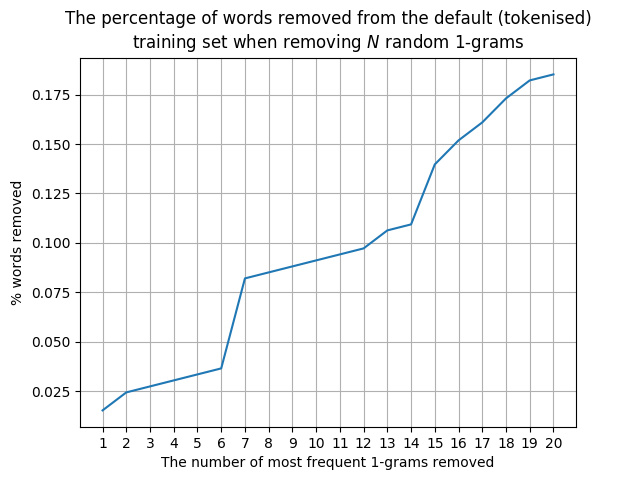 The percentage of words removed from the default (tokenised)
training set when removing N random 1-grams
0.175
0.150
0.125
0.100
0.075
0.050
0.025
% words removed
1 2 3 4 5 6 7 8 9 10 11 12 13 14 15 16 17 18 19 20
The number of most frequent 1-grams removed